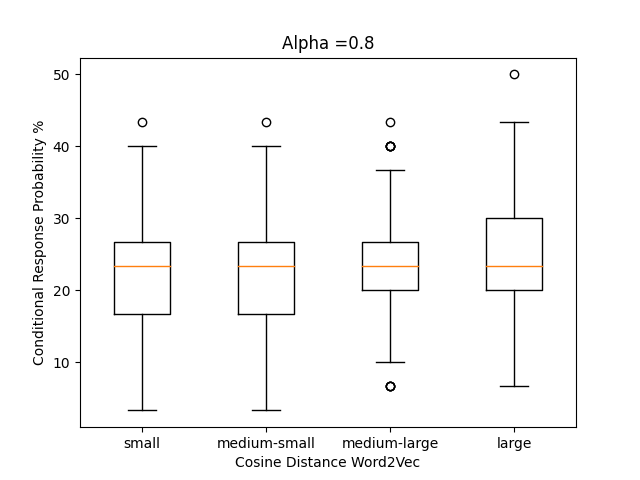 Alpha =0.8
Conditional Response Probability %
50
40
30
20
10
small medium-small medium-large large
Cosine Distance Word2Vec